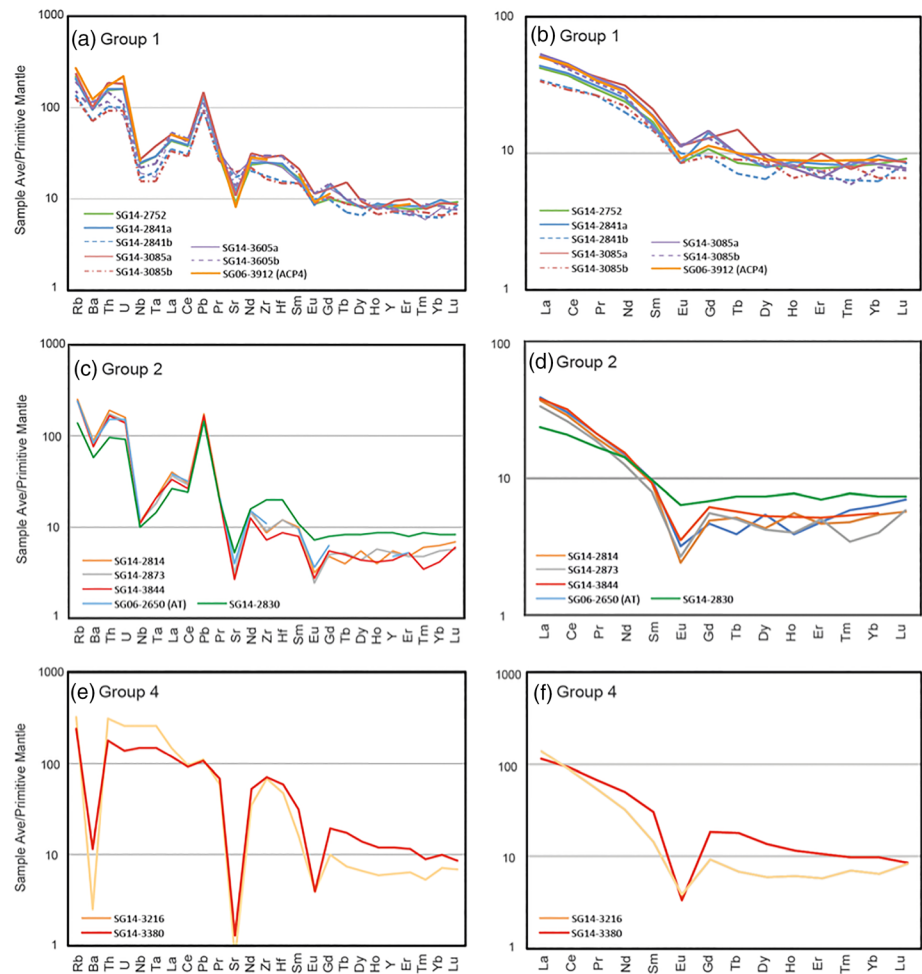 (a) Group 1
Sample Ave/Primitive Mantle
1000
100
10
1
SG14-2752
SG14-2841a
SG14-2841b
SG14-3085a
SG14-3085b
SG14-3605a
SG14-3605b
SG06-3912 (ACP4)
Rb Ba Th U Nb Ta La Ce Pb Pr Sr Nd Zr Hf Sm Eu Gd Tb Dy Ho Y Er Tm Yb Lu
(b) Group 1
100
10
1
SG14-2752
SG14-2841a
SG14-2841b
SG14-3085a
SG14-3085b
SG14-3085a
SG14-3085b
SG06-3912 (ACP4)
La Ce Pr Nd Sm Eu Gd Tb Dy Ho Er Tm Yb Lu
(c) Group 2
Sample Ave/Primitive Mantle
1000
100
10
1
SG14-2814
SG14-2873
SG14-3844
SG06-2650 (AT)
SG14-2830
Rb Ba Th U Nb Ta La Ce Pb Pr Sr Nd Zr Hf Sm Eu Gd Tb Dy Ho Y Er Tm Yb Lu
(d) Group 2
100
10
1
SG14-2814
SG14-2873
SG14-3844
SG06-2650 (AT)
SG14-2830
La Ce Pr Nd Sm Eu Gd Tb Dy Ho Er Tm Yb Lu
(e) Group 4
Sample Ave/Primitive Mantle
1000
100
10
1
SG14-3216
SG14-3380
Rb Ba Th U Nb Ta La Ce Pb Pr Sr Nd Zr Hf Sm Eu Gd Tb Dy Ho Y Er Tm Yb Lu
(f) Group 4
1000
100
10
1
SG14-3216
SG14-3380
La Ce Pr Nd Sm Eu Gd Tb Dy Ho Er Tm Yb Lu